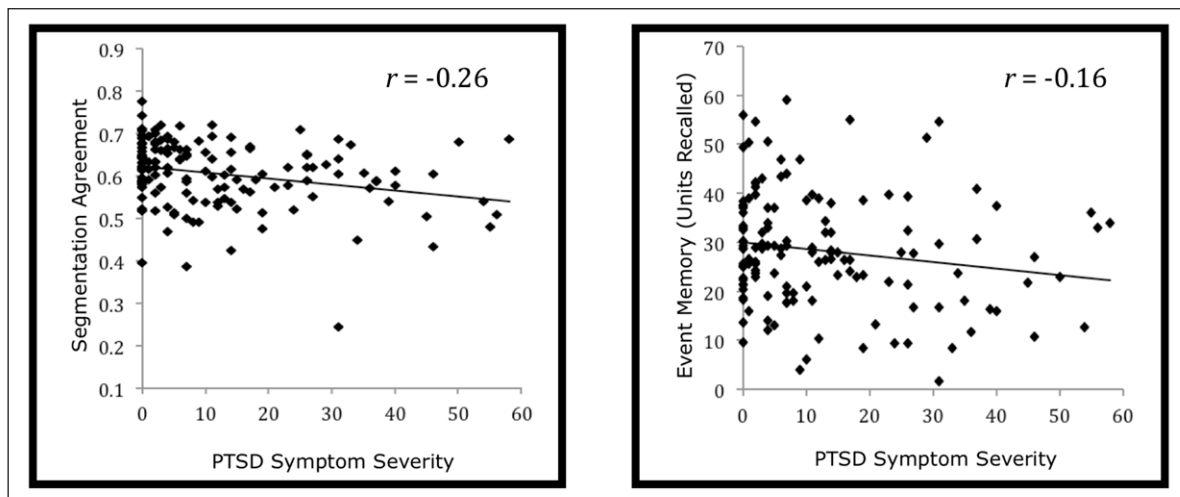 0.9
0.8
0.7
0.6
0.5
0.4
0.3
0.2
0.1
Segmentation Agreement
r = -0.26
0 10 20 30 40 50 60
PTSD Symptom Severity
70
60
50
40
30
20
10
0
Event Memory (Units Recalled)
r = -0.16
0 10 20 30 40 50 60
PTSD Symptom Severity